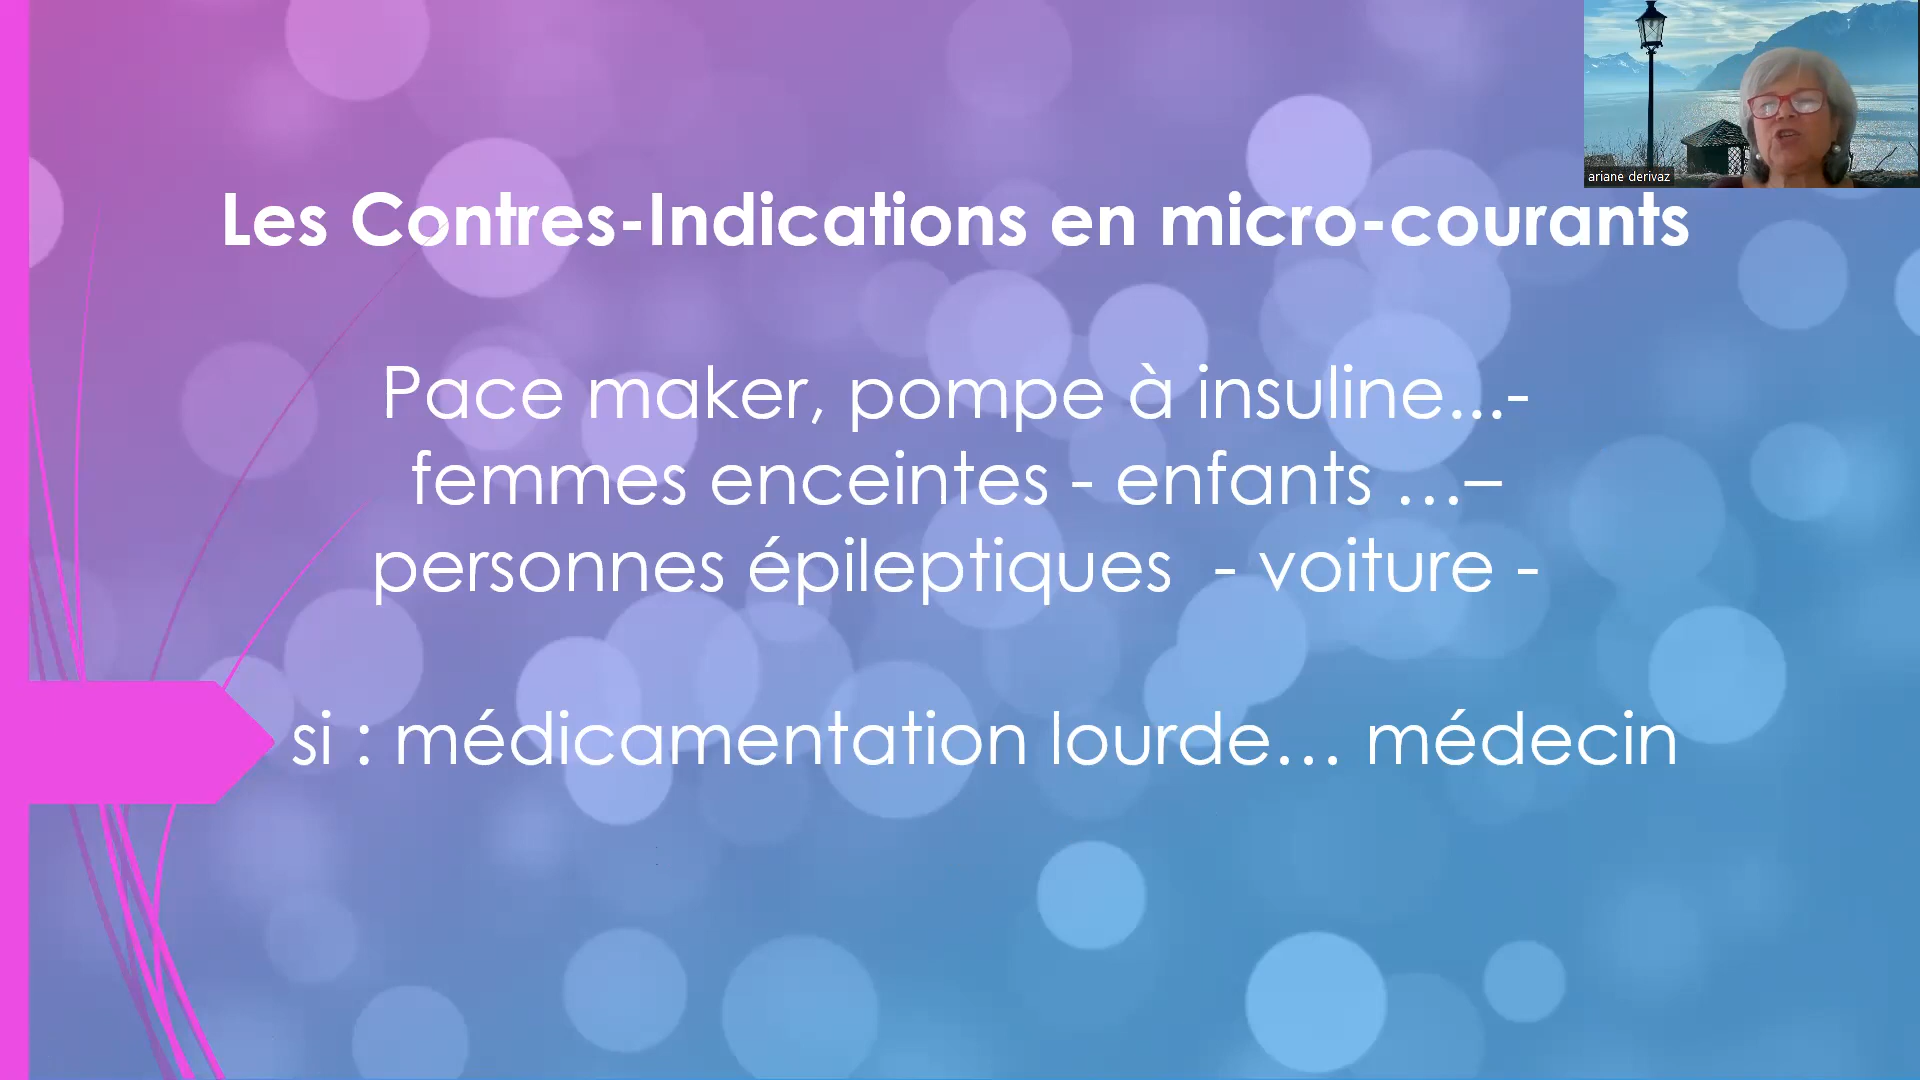 ariane derivaz
Les Contres-Indications en micro-courants
Pace maker, pompe à insuline...-
femmes enceintes - enfants …–
personnes épileptiques - voiture -
si : médicamentation lourde… médecin